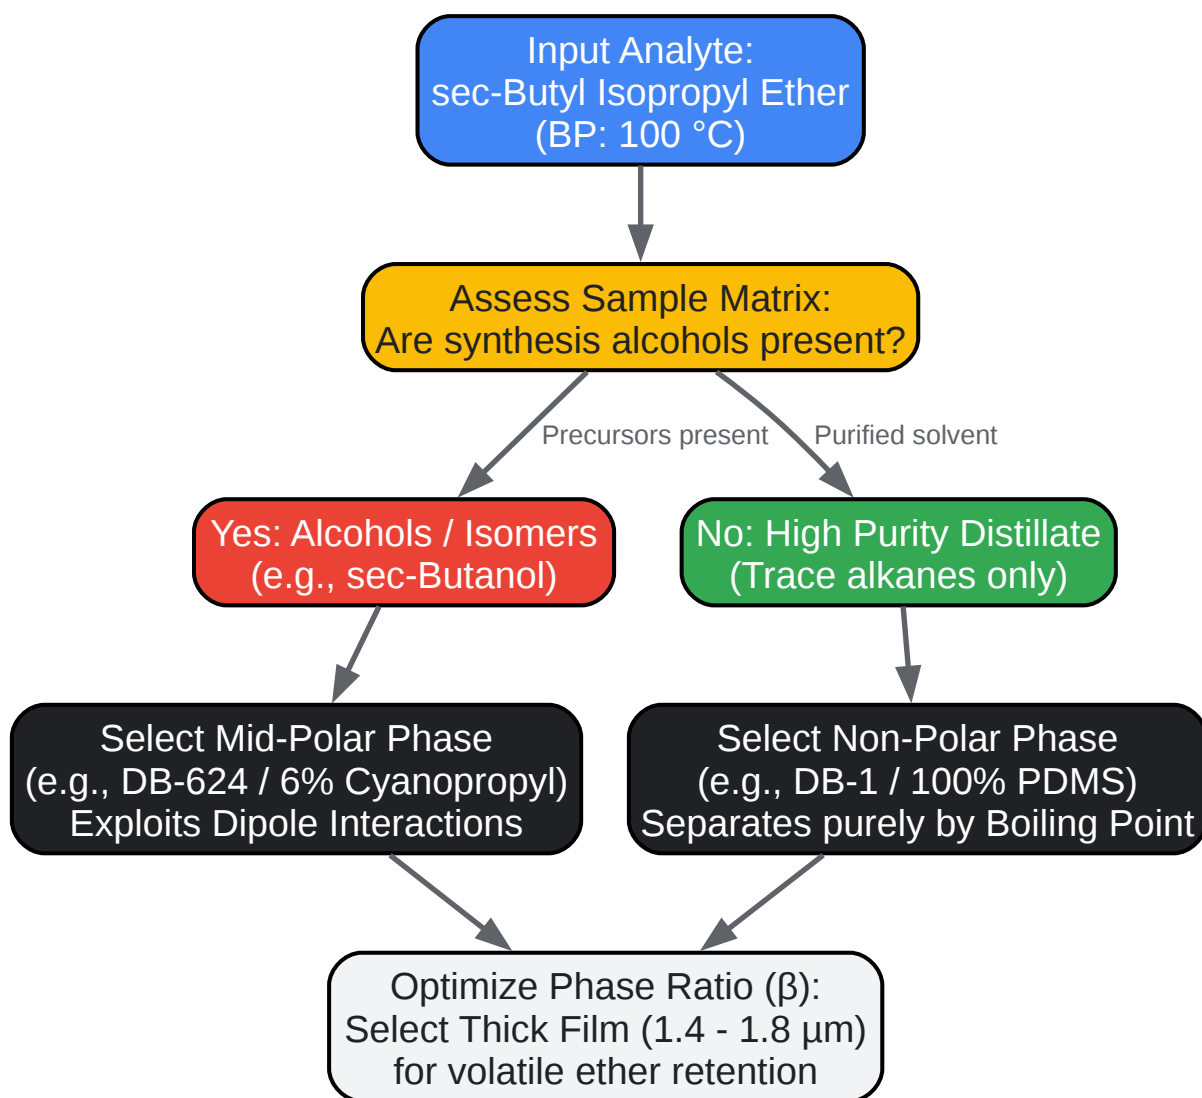 Input Analyte:
sec-Butyl Isopropyl Ether
(BP: 100 °C)
Assess Sample Matrix:
Are synthesis alcohols present?
Precursors present
Purified solvent
Yes: Alcohols / Isomers
(e.g., sec-Butanol)
No: High Purity Distillate
(Trace alkanes only)
Select Mid-Polar Phase
(e.g., DB-624 / 6% Cyanopropyl)
Exploits Dipole Interactions
Select Non-Polar Phase
(e.g., DB-1 / 100% PDMS)
Separates purely by Boiling Point
Optimize Phase Ratio (β):
Select Thick Film (1.4 - 1.8 µm)
for volatile ether retention